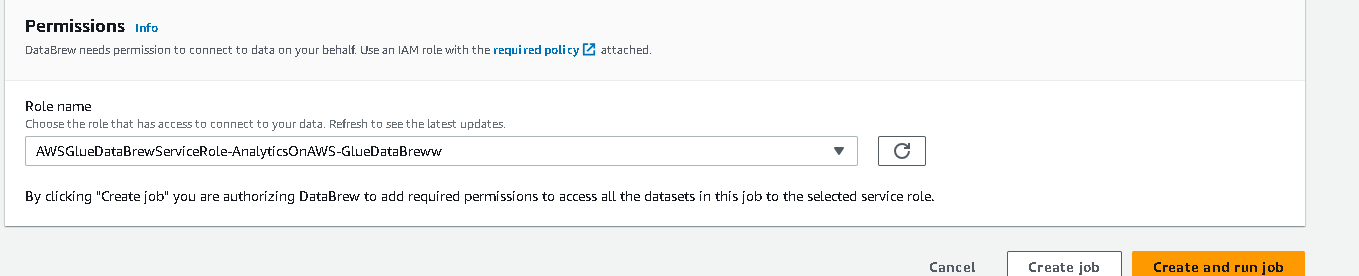 Permissions Info
DataBrew needs permission to connect to data on your behalf. Use an IAM role with the required policy attached.
Role name
Choose the role that has access to connect to your data. Refresh to see the latest updates.
AWSGlueDataBrewServiceRole-AnalyticsOnAWS-GlueDataBreww
By clicking "Create job" you are authorizing DataBrew to add required permissions to access all the datasets in this job to the selected service role.
Cancel Create job Create and run job